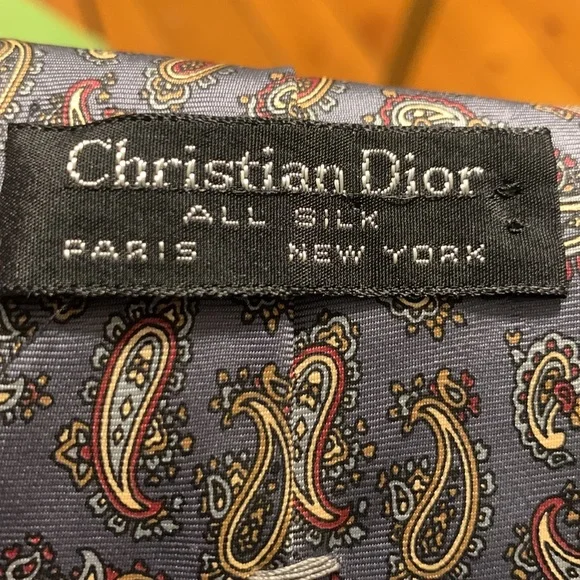 Christian Dior
ALL SILK
PARIS NEW YORK